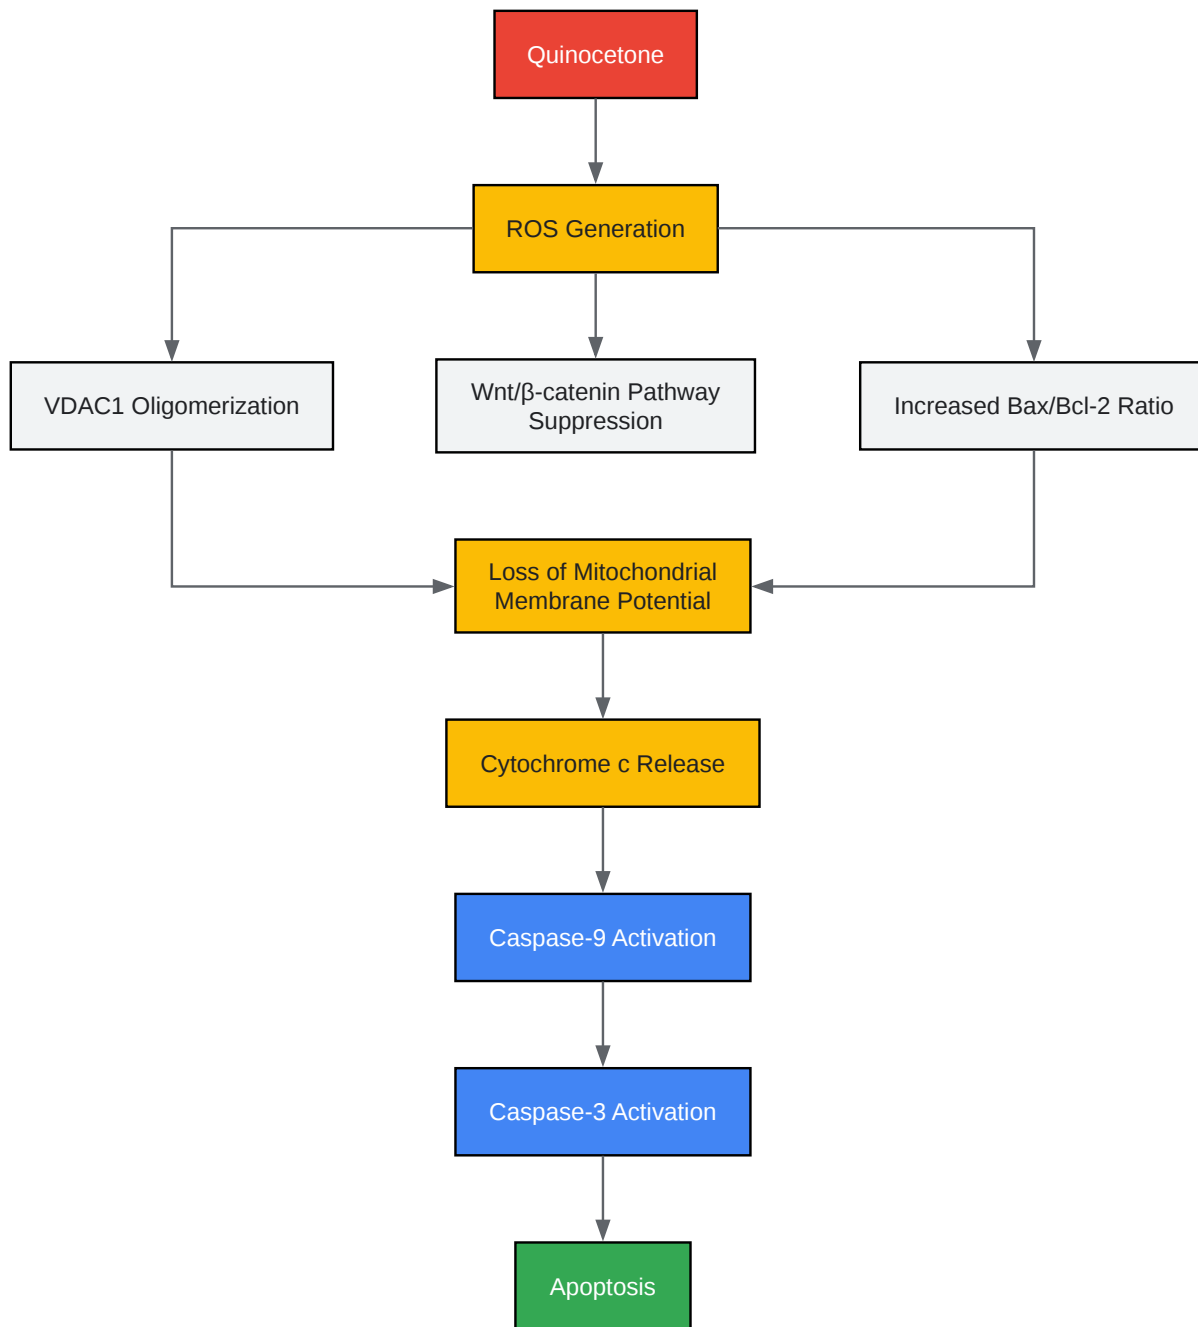 Quinocetone
ROS Generation
VDAC1 Oligomerization
Wnt/β-catenin Pathway
Suppression
Increased Bax/Bcl-2 Ratio
Loss of Mitochondrial
Membrane Potential
Cytochrome c Release
Caspase-9 Activation
Caspase-3 Activation
Apoptosis